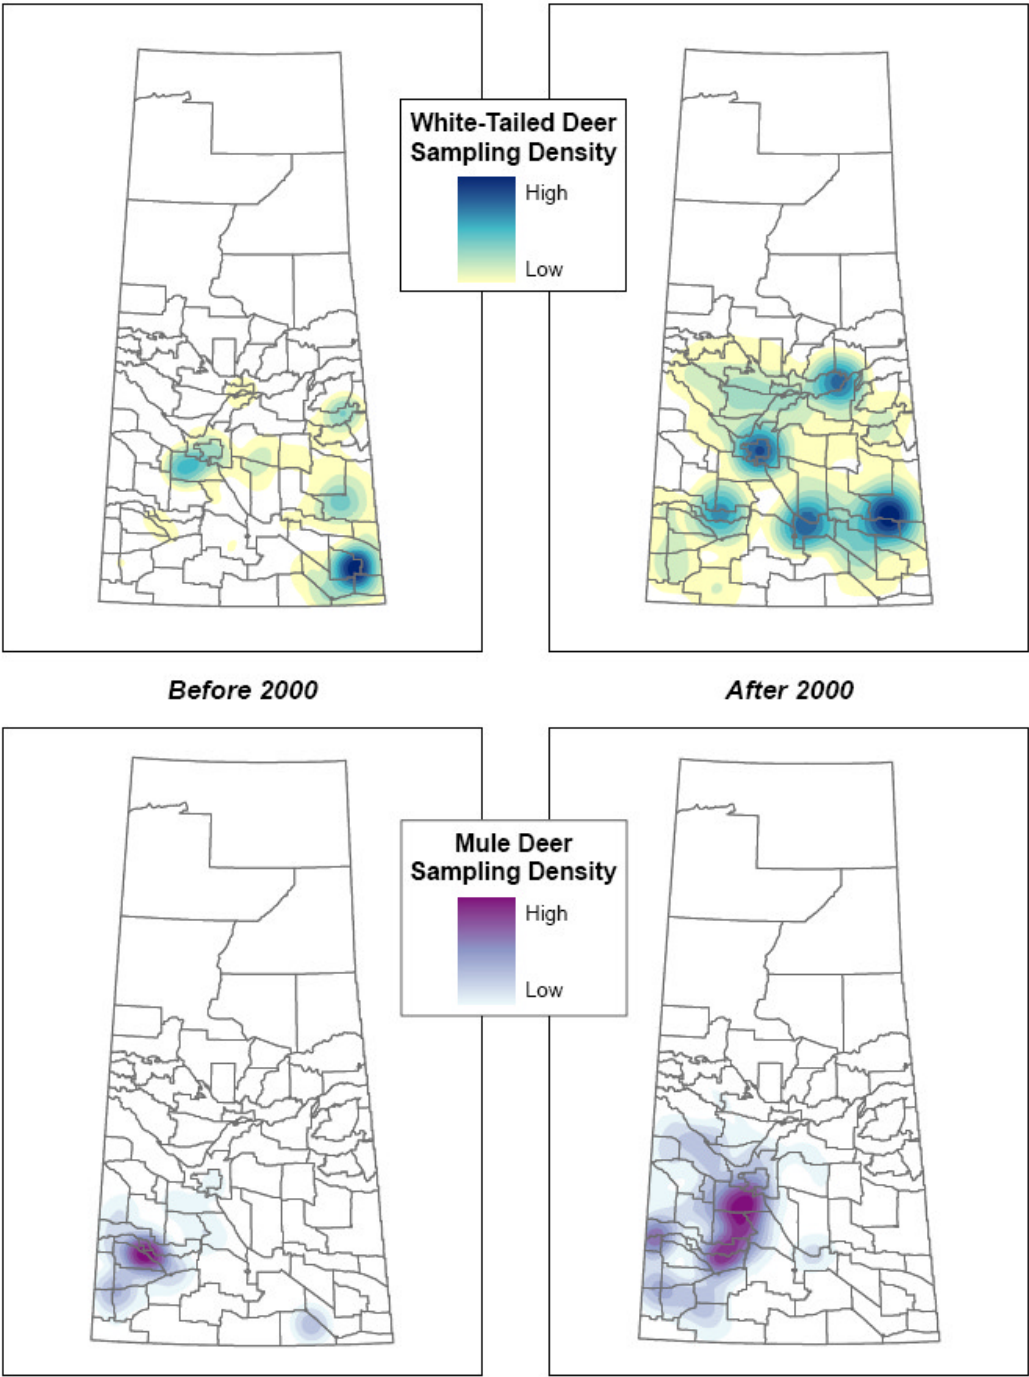 White-Tailed Deer
Sampling Density
High
Low
Before 2000
After 2000
Mule Deer
Sampling Density
High
Low